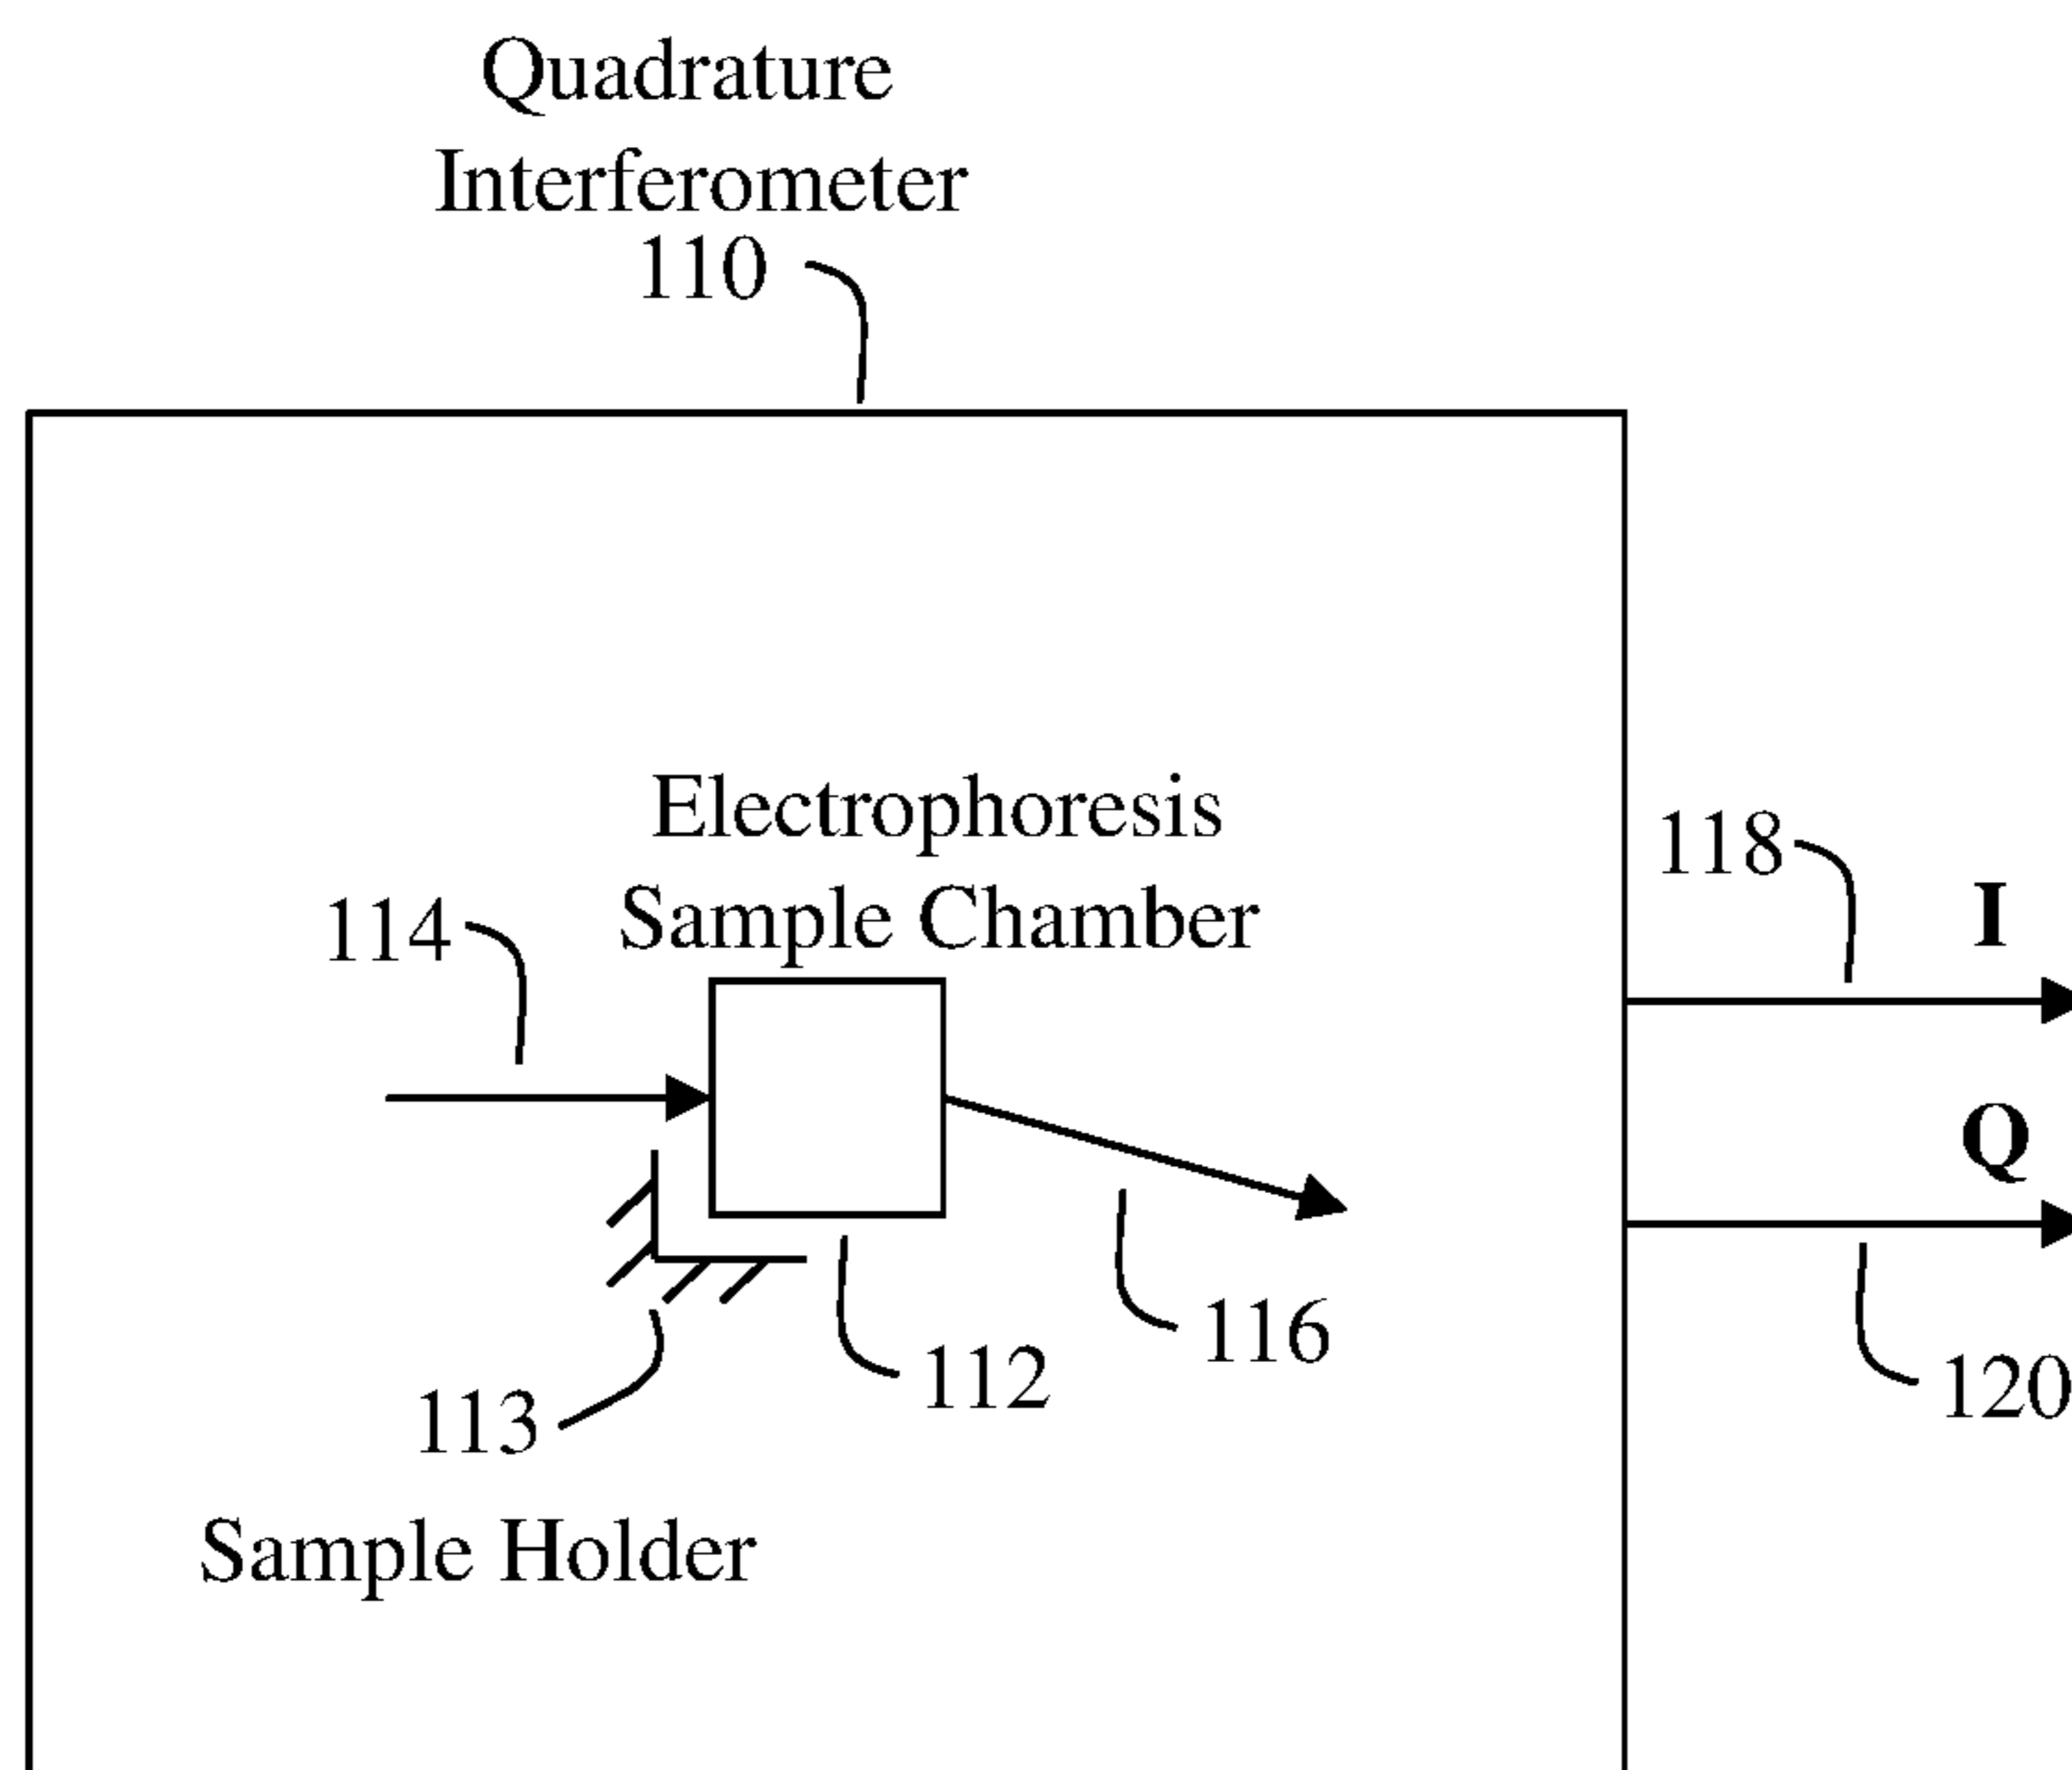 Quadrature
Interferometer
110
Electrophoresis
Sample Chamber
114
118
I
Q
116
112
120
113
Sample Holder